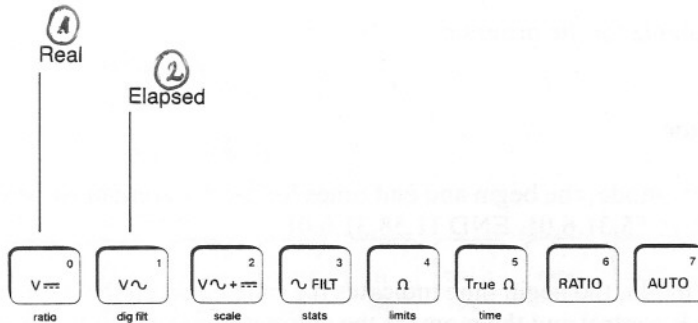 Real
2
Elapsed
0 1 2 3 4 5 6 7
V⎓ V∿ V∿+⎓ ∿ FILT Ω True Ω RATIO AUTO
ratio dig filt scale stats limits time